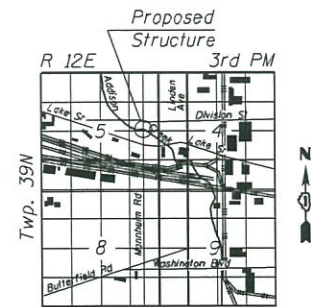 Proposed
Structure
R 12E
3rd PM
Addison
Creek
Linden
Ave
Lake St
Division St
5
4
Lake St
Twp. 39N
Mannheim Rd
N
8
9
Washington Blvd
Butterfield Rd